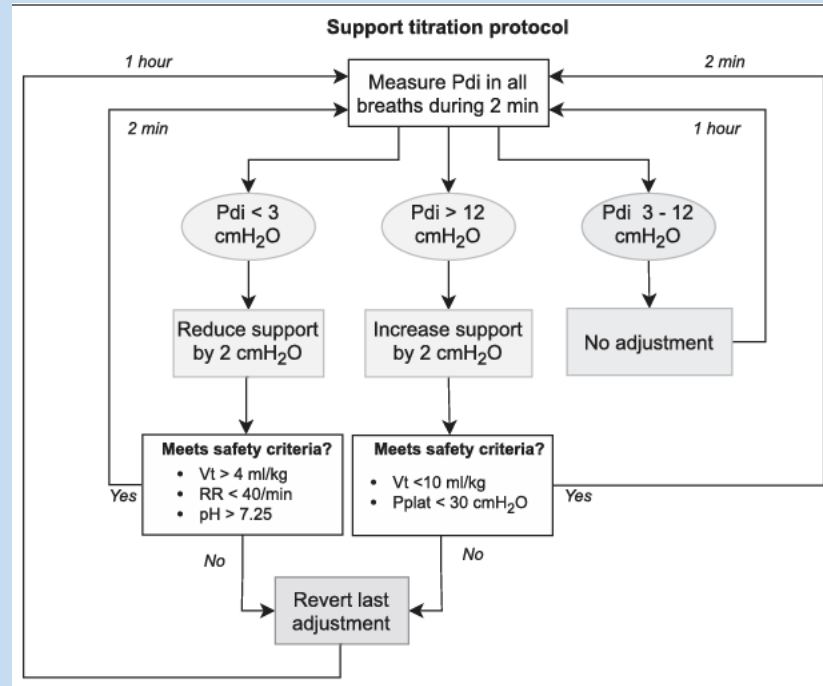 Support titration protocol
1 hour
2 min
Measure Pdi in all
breaths during 2 min
2 min
1 hour
Pdi < 3
cmH₂O
Pdi > 12
cmH₂O
Pdi 3 - 12
cmH₂O
Reduce support
by 2 cmH₂O
Increase support
by 2 cmH₂O
No adjustment
Meets safety criteria?
• Vt > 4 ml/kg
• RR < 40/min
• pH > 7.25
Yes
Meets safety criteria?
• Vt <10 ml/kg
• Pplat < 30 cmH₂O
Yes
No
No
Revert last
adjustment